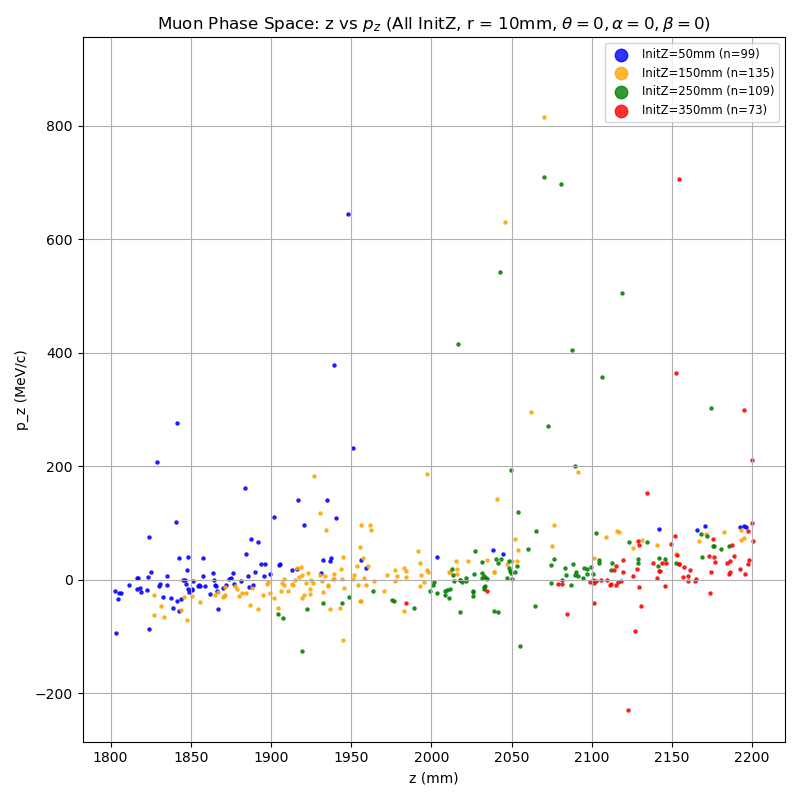 Muon Phase Space: z vs p_z (All InitZ, r = 10mm, θ = 0, α = 0, β = 0)
InitZ=50mm (n=99)
InitZ=150mm (n=135)
InitZ=250mm (n=109)
InitZ=350mm (n=73)
800
600
400
200
0
−200
p_z (MeV/c)
1800 1850 1900 1950 2000 2050 2100 2150 2200
z (mm)